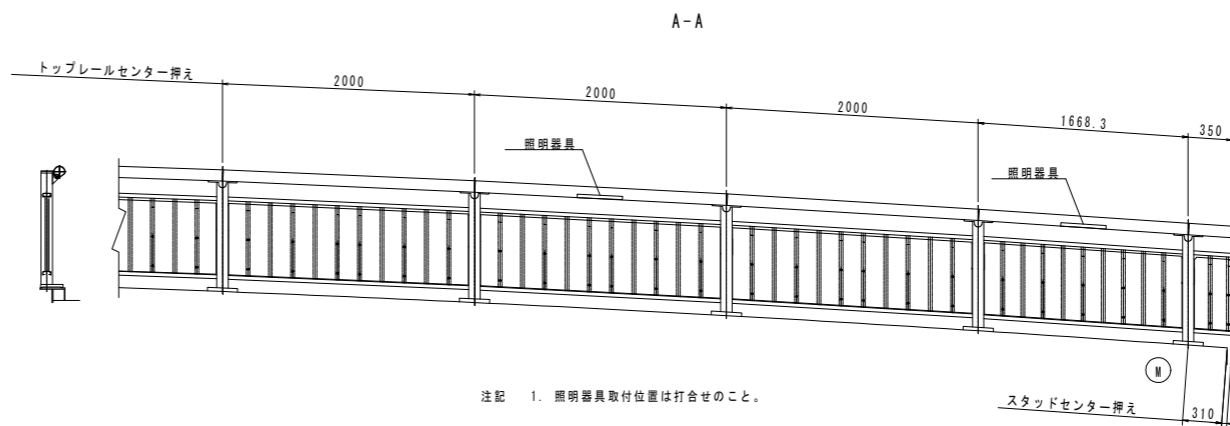 A-A
トップレールセンター押え
2000
2000
2000
1668.3
350
照明器具
照明器具
M
注記 1. 照明器具取付位置は打合せのこと。
スタッドセンター押え
310